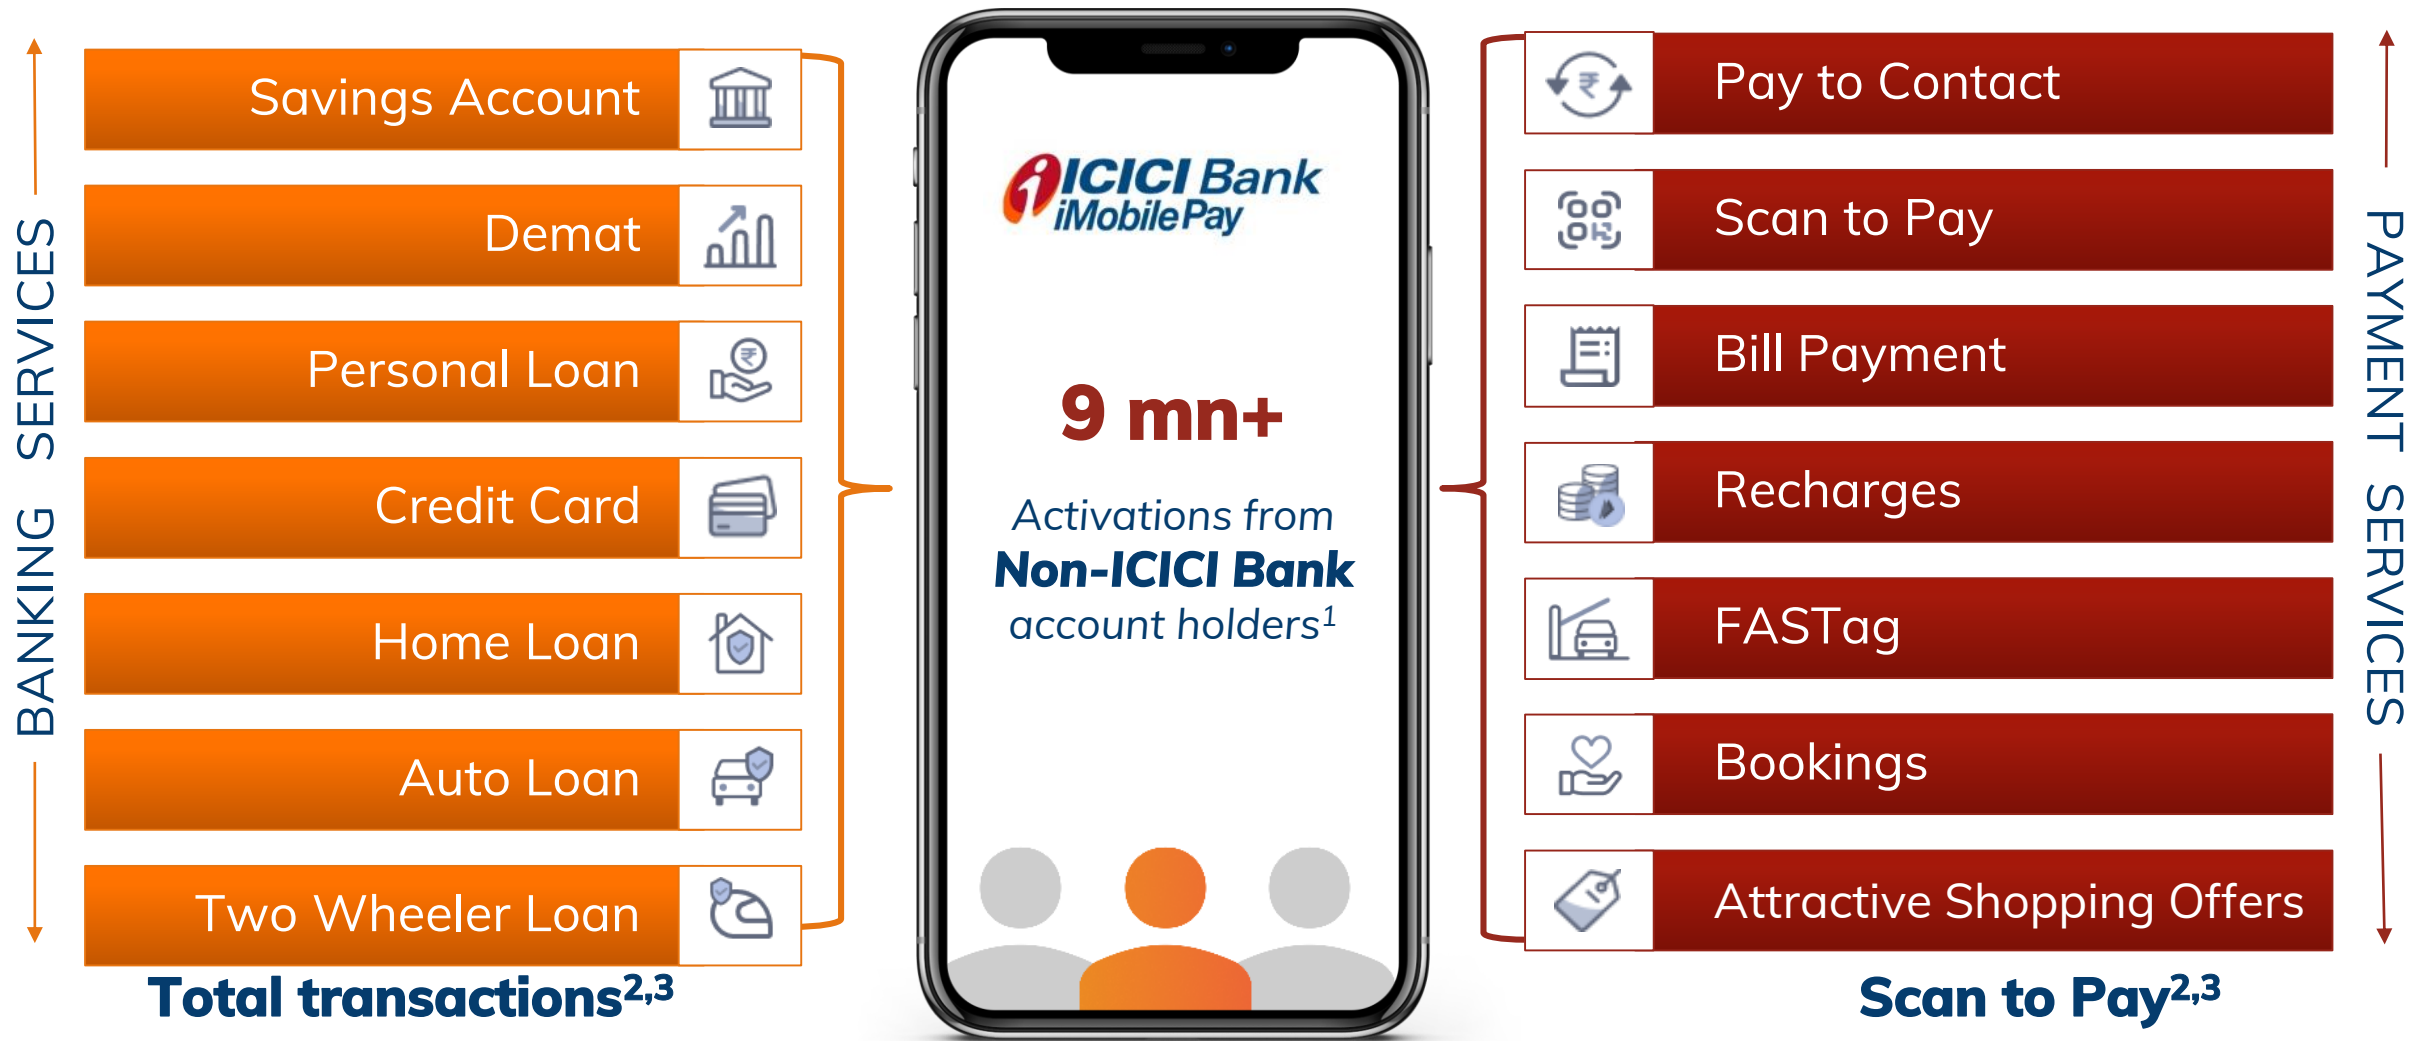 BANKING SERVICES
Savings Account
Demat
Personal Loan
Credit Card
Home Loan
Auto Loan
Two Wheeler Loan
Total transactions2,3
ICICI Bank
iMobile Pay
9 mn+
Activations from
Non-ICICI Bank
account holders1
Pay to Contact
Scan to Pay
Bill Payment
Recharges
FASTag
Bookings
Attractive Shopping Offers
Scan to Pay2,3
PAYMENT SERVICES